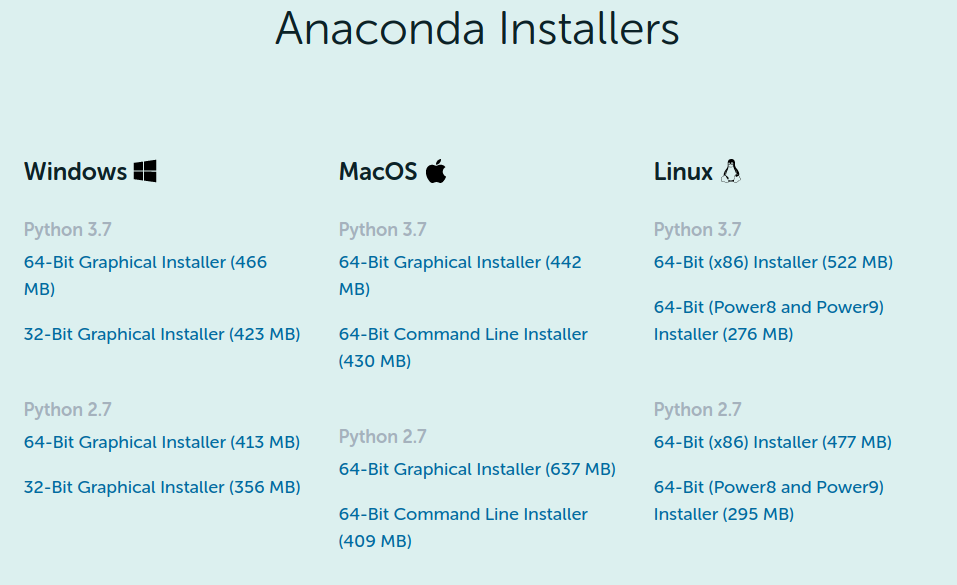 Anaconda Installers
Windows
Python 3.7
64-Bit Graphical Installer (466
MB)
32-Bit Graphical Installer (423 MB)
Python 2.7
64-Bit Graphical Installer (413 MB)
32-Bit Graphical Installer (356 MB)
MacOS
Python 3.7
64-Bit Graphical Installer (442
MB)
64-Bit Command Line Installer
(430 MB)
Python 2.7
64-Bit Graphical Installer (637 MB)
64-Bit Command Line Installer
(409 MB)
Linux
Python 3.7
64-Bit (x86) Installer (522 MB)
64-Bit (Power8 and Power9)
Installer (276 MB)
Python 2.7
64-Bit (x86) Installer (477 MB)
64-Bit (Power8 and Power9)
Installer (295 MB)